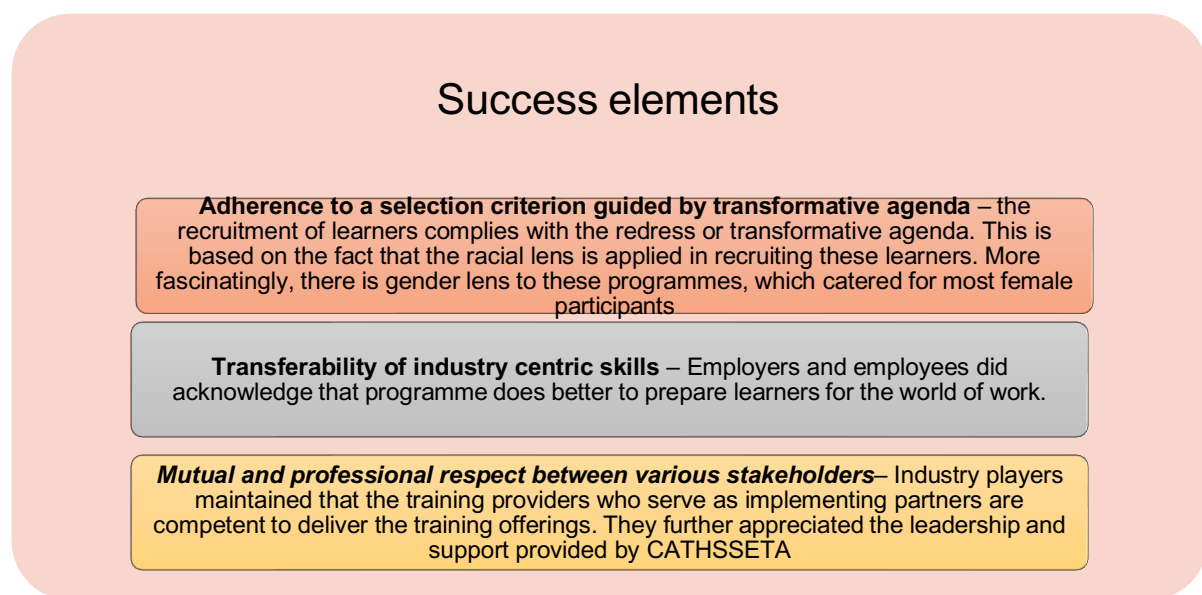 Success elements
Adherence to a selection criterion guided by transformative agenda – the
recruitment of learners complies with the redress or transformative agenda. This is
based on the fact that the racial lens is applied in recruiting these learners. More
fascinatingly, there is gender lens to these programmes, which catered for most female
participants
Transferability of industry centric skills – Employers and employees did
acknowledge that programme does better to prepare learners for the world of work.
Mutual and professional respect between various stakeholders– Industry players
maintained that the training providers who serve as implementing partners are
competent to deliver the training offerings. They further appreciated the leadership and
support provided by CATHSSETA